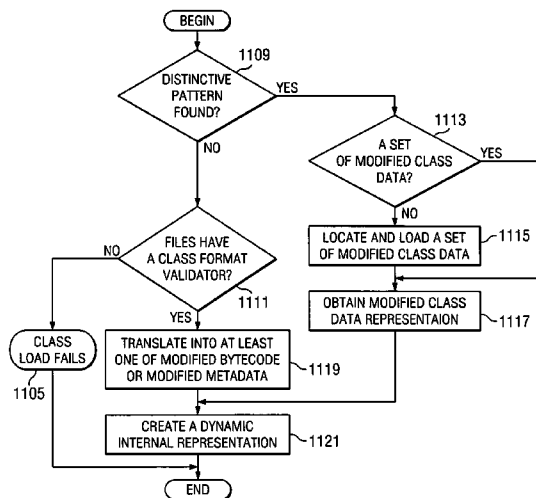 BEGIN
1109
DISTINCTIVE
PATTERN
FOUND?
YES
NO
1113
A SET
OF MODIFIED CLASS
DATA?
YES
NO
LOCATE AND LOAD A SET
OF MODIFIED CLASS DATA
1115
FILES HAVE
A CLASS FORMAT
VALIDATOR?
NO
YES
1111
OBTAIN MODIFIED CLASS
DATA REPRESENTAION
1117
CLASS
LOAD FAILS
1105
TRANSLATE INTO AT LEAST
ONE OF MODIFIED BYTECODE
OR MODIFIED METADATA
1119
CREATE A DYNAMIC
INTERNAL REPRESENTATION
1121
END